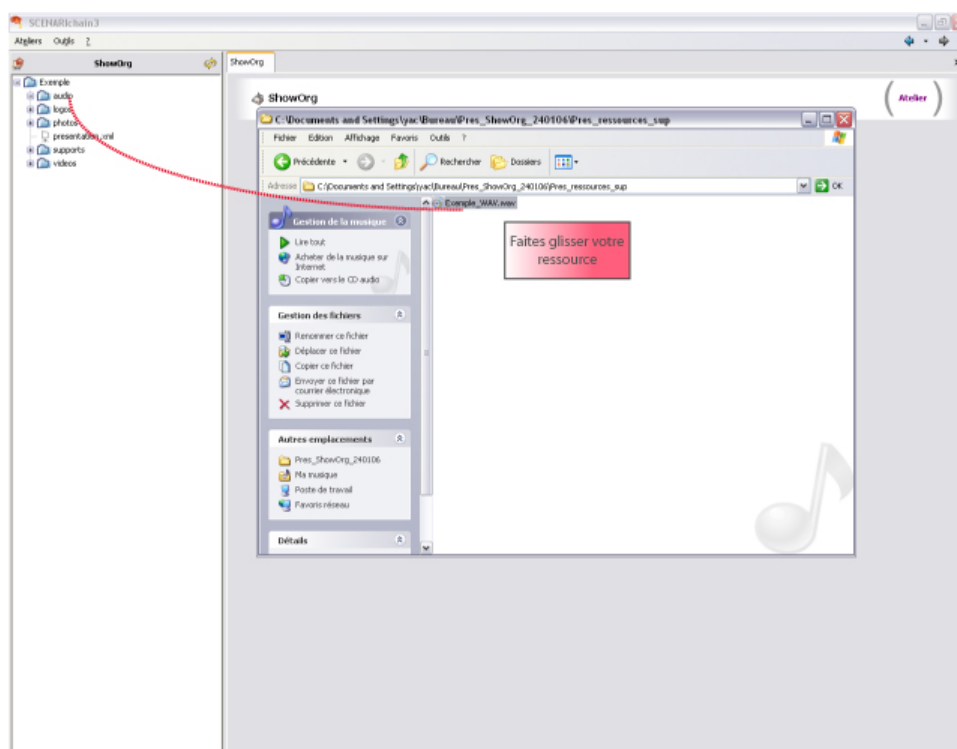 SCENARIchain3
Ateliers Outils ?
ShowOrg
ShowOrg
Exemple
audio
logos
photos
presentation.xml
supports
videos
ShowOrg
Atelier
C:\Documents and Settings\yac\Bureau\Pres_ShowOrg_240106\Pres_ressources_sup
Fichier Edition Affichage Favoris Outils ?
Précédente Rechercher Dossiers
Adresse C:\Documents and Settings\yac\Bureau\Pres_ShowOrg_240106\Pres_ressources_sup OK
Exemple_WAV.wav
Gestion de la musique
Lire tout
Acheter de la musique sur
Internet
Copier vers le CD audio
Faites glisser votre
ressource
Gestion des fichiers
Renommer ce fichier
Déplacer ce fichier
Copier ce fichier
Envoyer ce fichier par
courrier électronique
Supprimer ce fichier
Autres emplacements
Pres_ShowOrg_240106
Ma musique
Poste de travail
Favoris réseau
Détails